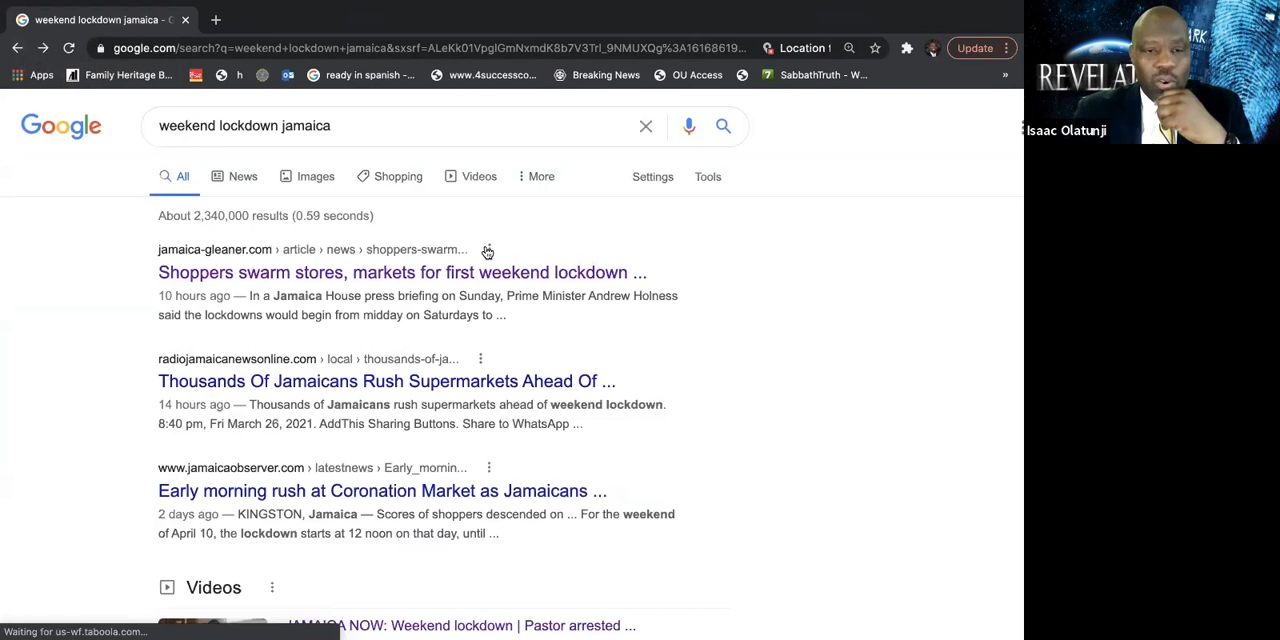 weekend lockdown jamaica - G
google.com/search?q=weekend+lockdown+jamaica&sxsrf=ALeKk01VpglGmNxmdK8b7V3Trl_9NMUXQg%3A16168619...
Location
Update
Apps
Family Heritage B...
h
ready in spanish -...
www.4successco...
Breaking News
OU Access
SabbathTruth - W...
»
REVELAT
ARK
Isaac Olatunji
Google
weekend lockdown jamaica
All
News
Images
Shopping
Videos
More
Settings
Tools
About 2,340,000 results (0.59 seconds)
jamaica-gleaner.com › article › news › shoppers-swarm...
Shoppers swarm stores, markets for first weekend lockdown ...
10 hours ago — In a Jamaica House press briefing on Sunday, Prime Minister Andrew Holness
said the lockdowns would begin from midday on Saturdays to ...
radiojamaicanewsonline.com › local › thousands-of-ja...
Thousands Of Jamaicans Rush Supermarkets Ahead Of ...
14 hours ago — Thousands of Jamaicans rush supermarkets ahead of weekend lockdown.
8:40 pm, Fri March 26, 2021. AddThis Sharing Buttons. Share to WhatsApp ...
www.jamaicaobserver.com › latestnews › Early_mornin...
Early morning rush at Coronation Market as Jamaicans ...
2 days ago — KINGSTON, Jamaica — Scores of shoppers descended on ... For the weekend
of April 10, the lockdown starts at 12 noon on that day, until ...
Videos
JAMAICA NOW: Weekend lockdown | Pastor arrested ...
Waiting for us-wf.taboola.com...